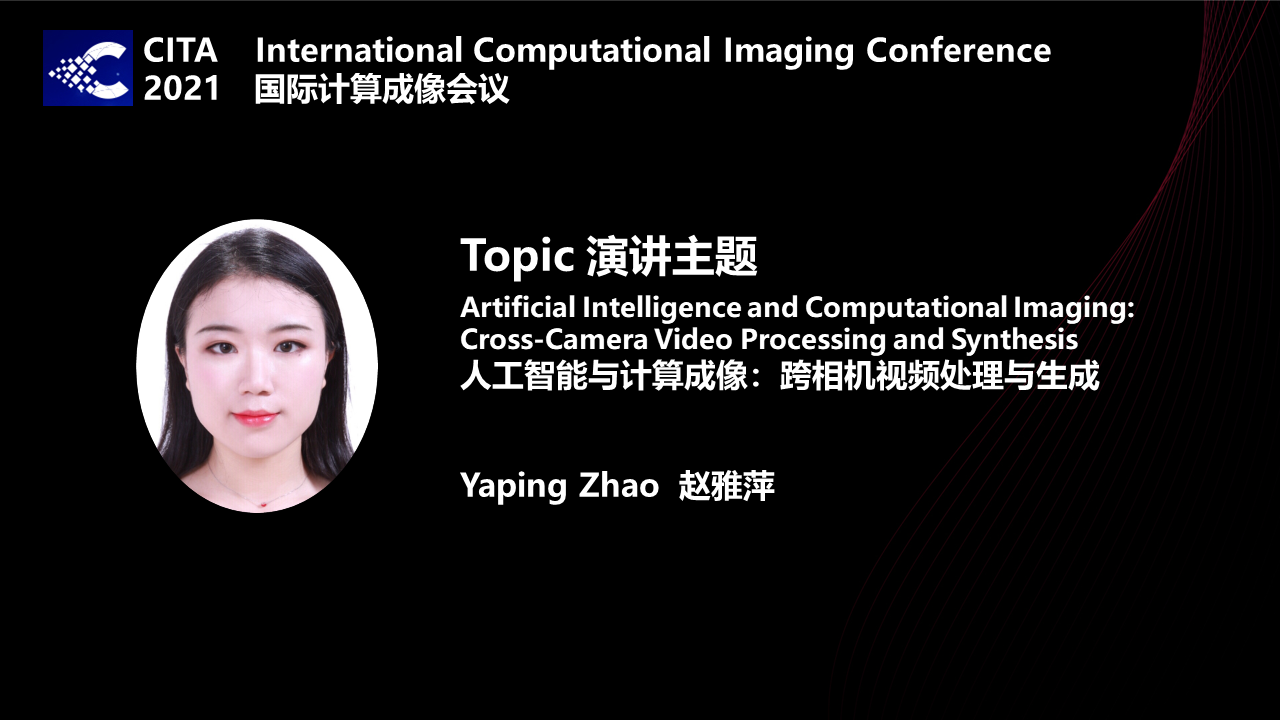 CITA International Computational Imaging Conference
2021 国际计算成像会议
Topic 演讲主题
Artificial Intelligence and Computational Imaging:
Cross-Camera Video Processing and Synthesis
人工智能与计算成像：跨相机视频处理与生成
Yaping Zhao 赵雅萍